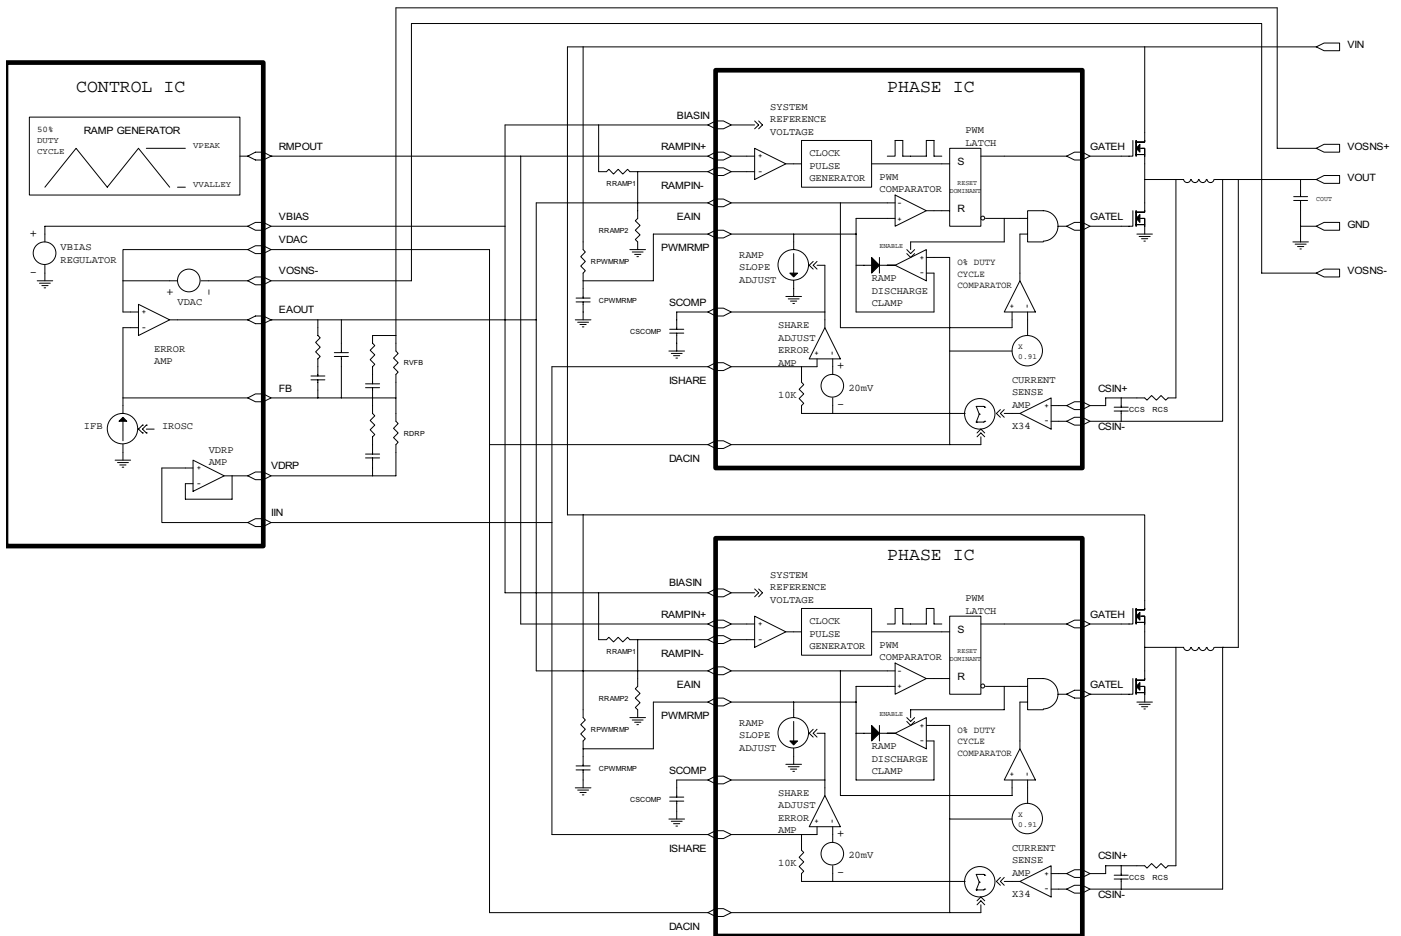 CONTROL IC
50%
DUTY
CYCLE
RAMP GENERATOR
VPEAK
VVALLEY
RMPOUT
VBIAS
+
VBIAS
REGULATOR
-
VDAC
VOSNS-
VDAC
+
-
EAOUT
+
-
ERROR
AMP
RVFB
FB
IFB
IROSC
RDRP
VDRP
AMP
+
-
VDRP
IIN
VIN
VOSNS+
VOUT
COUT
GND
VOSNS-
PHASE IC
BIASIN
SYSTEM
REFERENCE
VOLTAGE
RAMPIN+
+
-
CLOCK
PULSE
GENERATOR
PWM
LATCH
S
RESET
DOMINANT
R
GATEH
RRAMP1
RAMPIN-
PWM
COMPARATOR
-
+
EAIN
RRAMP2
GATEL
PWMRMP
RPWMRMP
RAMP
SLOPE
ADJUST
ENABLE
+
-
RAMP
DISCHARGE
CLAMP
0% DUTY
CYCLE
COMPARATOR
+
-
CPWMRMP
SCOMP
CSCOMP
SHARE
ADJUST
ERROR
AMP
+
-
X
0.91
+
20mV
-
ISHARE
10K
Σ
CURRENT
SENSE
AMP
X34
+
-
CSIN+
CCS
RCS
CSIN-
DACIN
PHASE IC
BIASIN
SYSTEM
REFERENCE
VOLTAGE
RAMPIN+
+
-
CLOCK
PULSE
GENERATOR
PWM
LATCH
S
RESET
DOMINANT
R
GATEH
RRAMP1
RAMPIN-
PWM
COMPARATOR
-
+
EAIN
RRAMP2
GATEL
PWMRMP
RPWMRMP
RAMP
SLOPE
ADJUST
ENABLE
+
-
RAMP
DISCHARGE
CLAMP
0% DUTY
CYCLE
COMPARATOR
+
-
CPWMRMP
SCOMP
CSCOMP
SHARE
ADJUST
ERROR
AMP
+
-
X
0.91
+
20mV
-
ISHARE
10K
Σ
CURRENT
SENSE
AMP
X34
+
-
CSIN+
CCS
RCS
CSIN-
DACIN